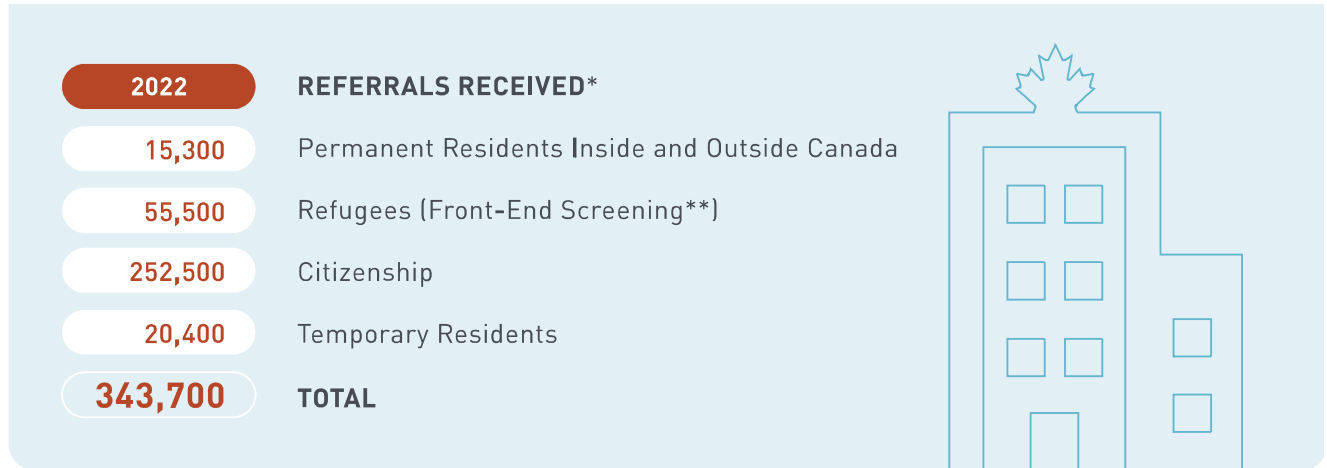 2022 REFERRALS RECEIVED*
15,300 Permanent Residents Inside and Outside Canada
55,500 Refugees (Front-End Screening**)
252,500 Citizenship
20,400 Temporary Residents
343,700 TOTAL